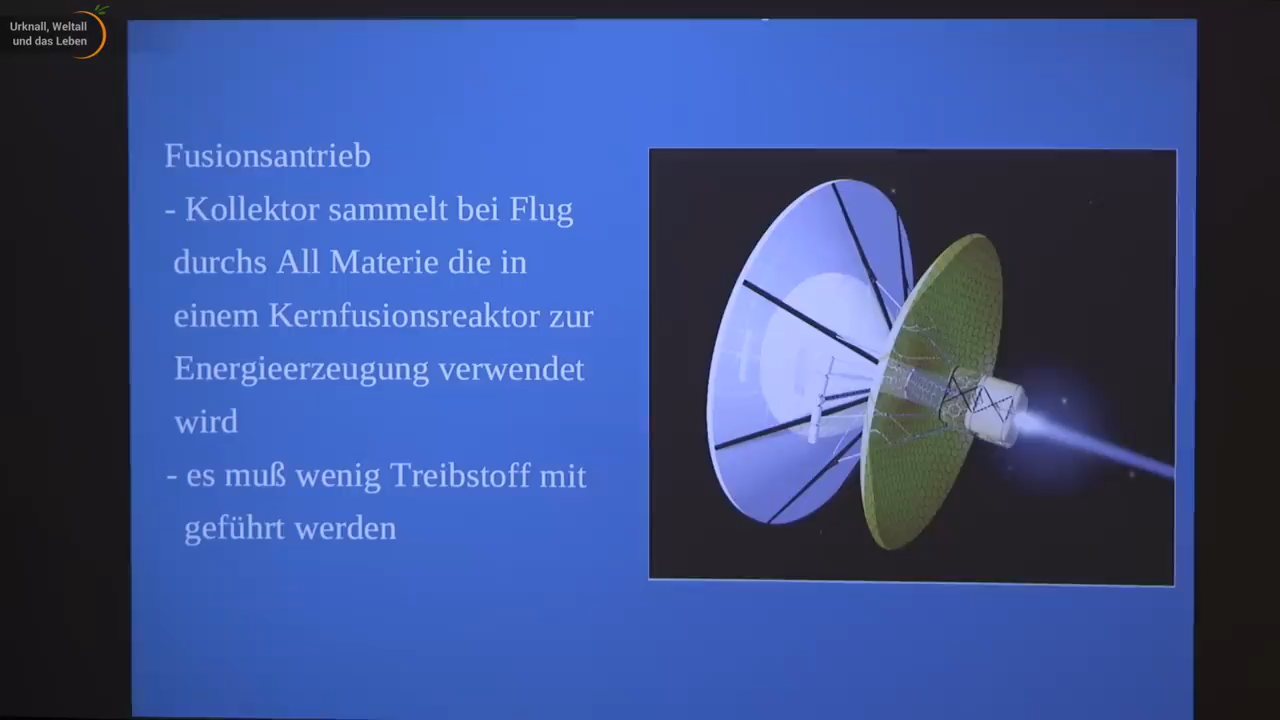 Urknall, Weltall
und das Leben
Fusionsantrieb
- Kollektor sammelt bei Flug
durchs All Materie die in
einem Kernfusionsreaktor zur
Energieerzeugung verwendet
wird
- es muß wenig Treibstoff mit
geführt werden